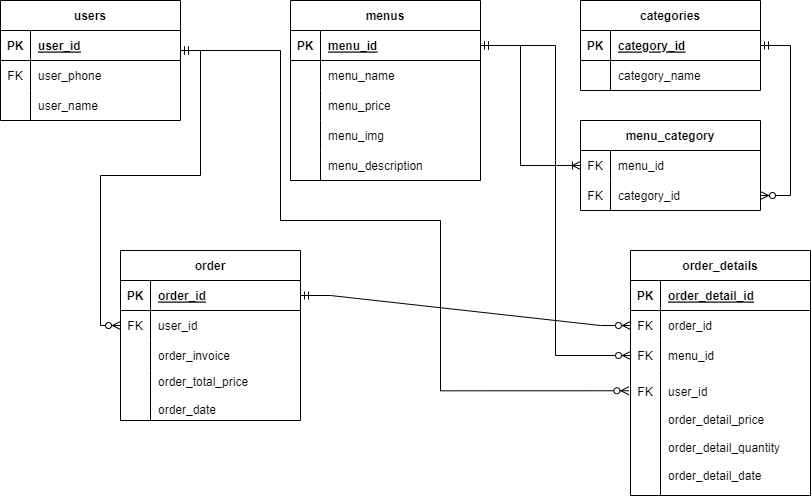 users
PK user_id
FK user_phone
user_name
menus
PK menu_id
menu_name
menu_price
menu_img
menu_description
categories
PK category_id
category_name
menu_category
FK menu_id
FK category_id
order
PK order_id
FK user_id
order_invoice
order_total_price
order_date
order_details
PK order_detail_id
FK order_id
FK menu_id
FK user_id
order_detail_price
order_detail_quantity
order_detail_date